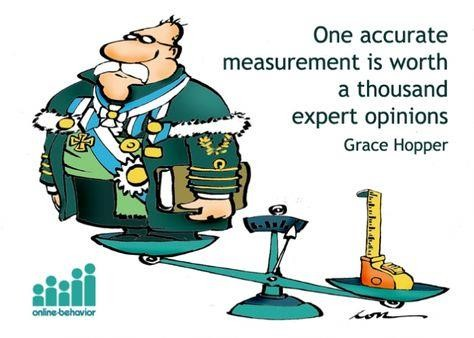 One accurate
measurement is worth
a thousand
expert opinions
Grace Hopper
online-behavior